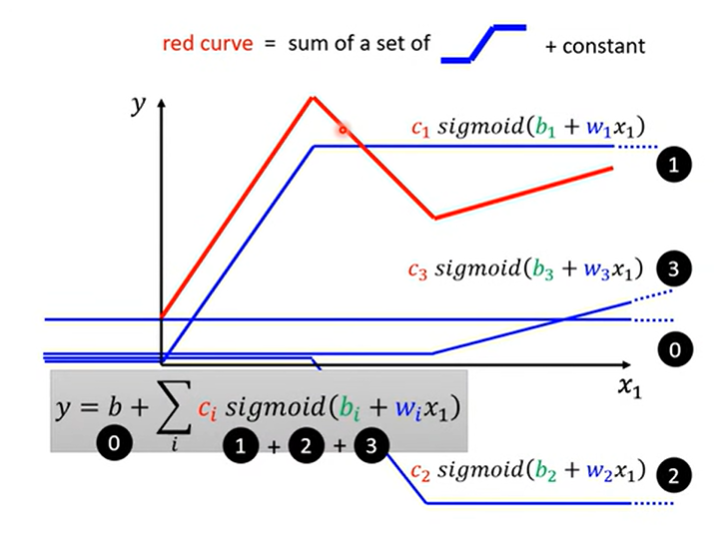 red curve = sum of a set of + constant
y
c₁ sigmoid(b₁ + w₁x₁)
1
c₃ sigmoid(b₃ + w₃x₁) 3
0
x₁
y = b + ∑ cᵢ sigmoid(bᵢ + wᵢx₁)
i
0 1 + 2 + 3
c₂ sigmoid(b₂ + w₂x₁) 2